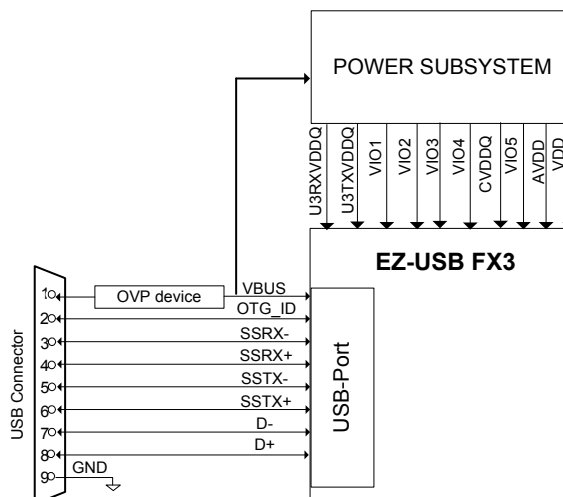 POWER SUBSYSTEM
U3RXVDDQ
U3TXVDDQ
VIO1
VIO2
VIO3
VIO4
CVDDQ
VIO5
AVDD
VDD
EZ-USB FX3
USB-Port
USB Connector
1
OVP device
VBUS
2
OTG_ID
3
SSRX-
4
SSRX+
5
SSTX-
6
SSTX+
7
D-
8
D+
9
GND